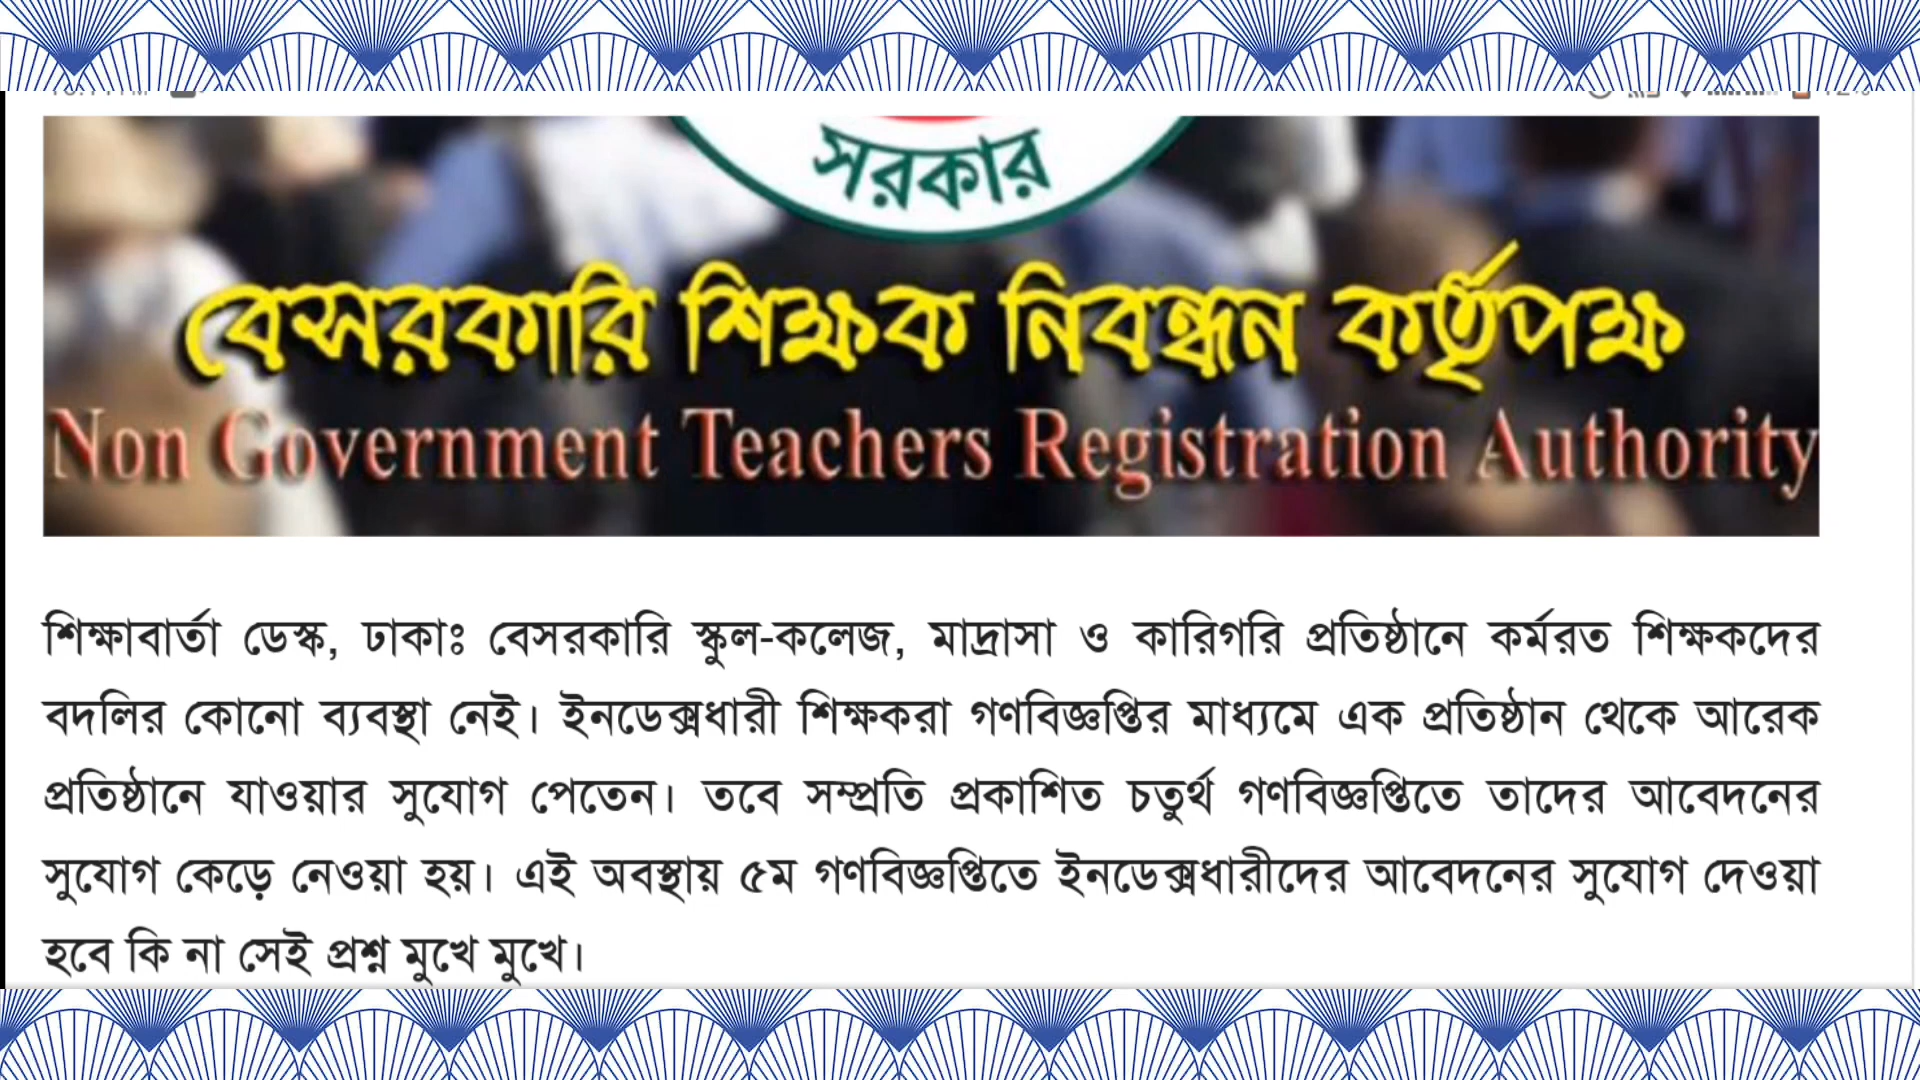 সরকার
বেসরকারি শিক্ষক নিবন্ধন কর্তৃপক্ষ
Non Government Teachers Registration Authority
শিক্ষাবার্তা ডেস্ক, ঢাকাঃ বেসরকারি স্কুল-কলেজ, মাদ্রাসা ও কারিগরি প্রতিষ্ঠানে কর্মরত শিক্ষকদের
বদলির কোনো ব্যবস্থা নেই। ইনডেক্সধারী শিক্ষকরা গণবিজ্ঞপ্তির মাধ্যমে এক প্রতিষ্ঠান থেকে আরেক
প্রতিষ্ঠানে যাওয়ার সুযোগ পেতেন। তবে সম্প্রতি প্রকাশিত চতুর্থ গণবিজ্ঞপ্তিতে তাদের আবেদনের
সুযোগ কেড়ে নেওয়া হয়। এই অবস্থায় ৫ম গণবিজ্ঞপ্তিতে ইনডেক্সধারীদের আবেদনের সুযোগ দেওয়া
হবে কি না সেই প্রশ্ন মুখে মুখে।